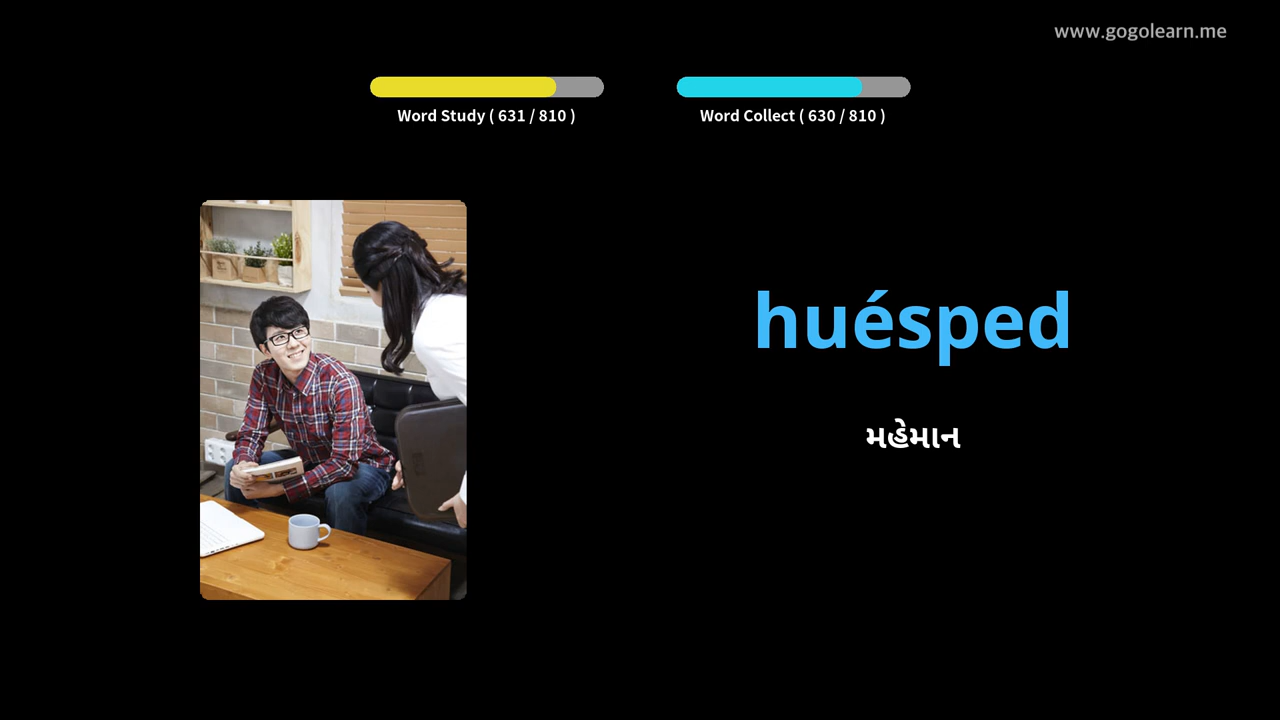 www.gogolearn.me
Word Study ( 631 / 810 )
Word Collect ( 630 / 810 )
huésped
મહેમાન